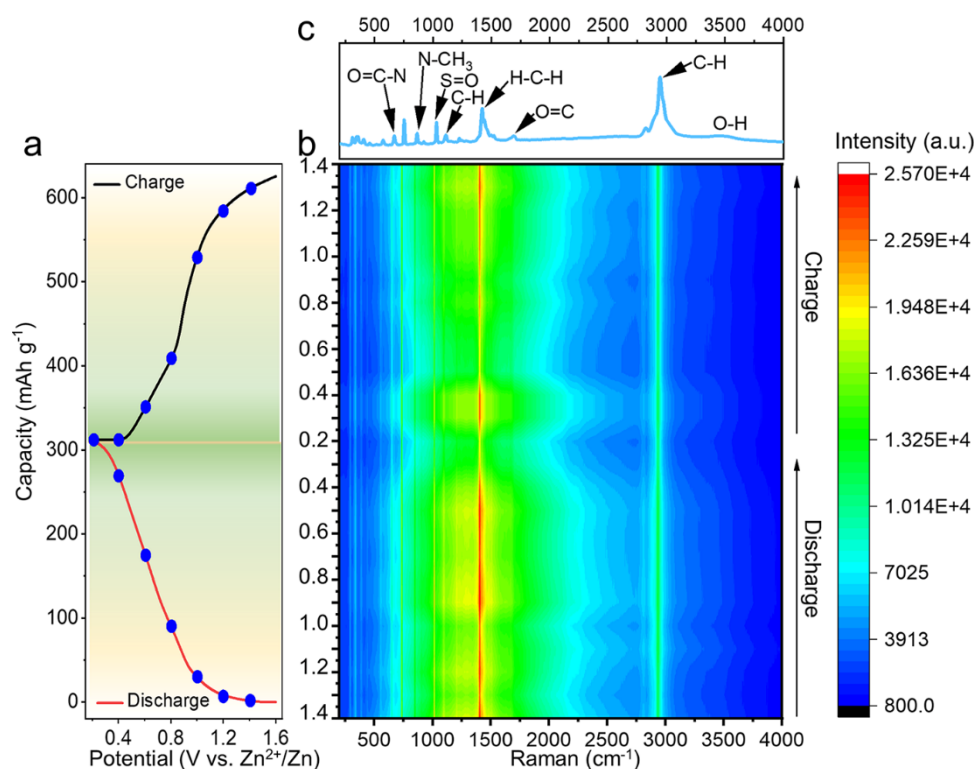 c
500 1000 1500 2000 2500 3000 3500 4000
O=C-N
N-CH₃
S=O
C-H
H-C-H
O=C
C-H
O-H
a
Charge
600
500
400
300
200
100
0
Capacity (mAh g⁻¹)
Discharge
0.4 0.8 1.2 1.6
Potential (V vs. Zn²⁺/Zn)
b
1.4
1.2
1.0
0.8
0.6
0.4
0.2
0.4
0.6
0.8
1.0
1.2
1.4
500 1000 1500 2000 2500 3000 3500 4000
Raman (cm⁻¹)
Charge
Discharge
Intensity (a.u.)
2.570E+4
2.259E+4
1.948E+4
1.636E+4
1.325E+4
1.014E+4
7025
3913
800.0